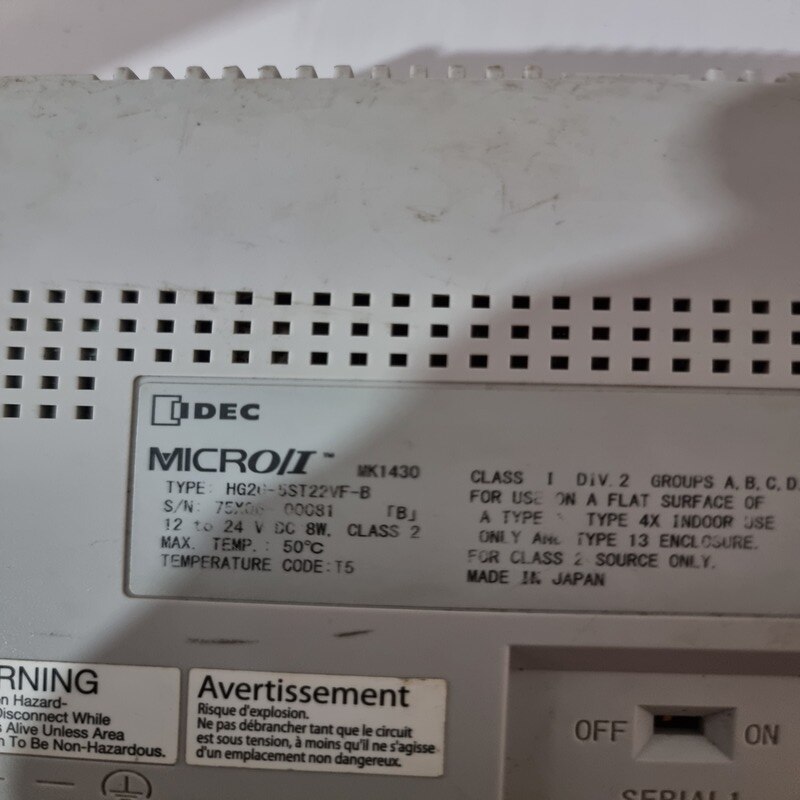 IDEC
MICRO/I™
MK1430
TYPE: -5ST22VF-B
S/N: 00081 「B」
12 to 24 V DC 8W, CLASS 2
MAX. TEMP.: 50°C
TEMPERATURE CODE:T5
CLASS I DIV.2 GROUPS A,B,C,D.
FOR USE ON A FLAT SURFACE OF
A TYPE TYPE 4X INDOOR USE
ONLY AND TYPE 13 ENCLOSURE.
FOR CLASS 2 SOURCE ONLY.
MADE IN JAPAN
RNING
n Hazard-
Disconnect While
s Alive Unless Area
n To Be Non-Hazardous.
Avertissement
Risque d'explosion.
Ne pas débrancher tant que le circuit
est sous tension, à moins qu'il ne s'agisse
d'un emplacement non dangereux.
OFF ON
SERIAL1